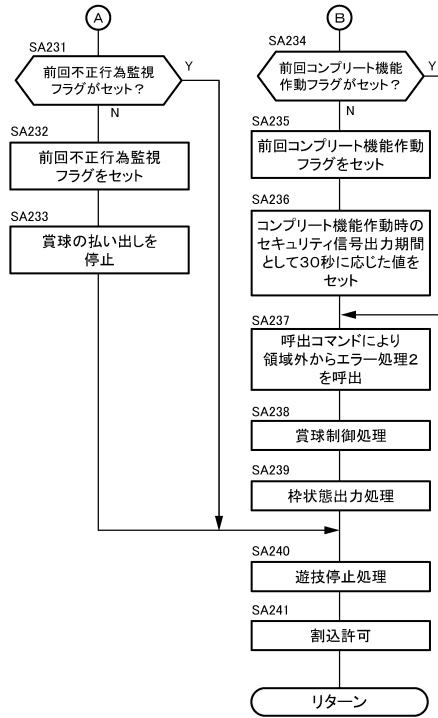 A
SA231
前回不正行為監視
フラグがセット？
Y
N
SA232
前回不正行為監視
フラグをセット
SA233
賞球の払い出しを
停止
B
SA234
前回コンプリート機能
作動フラグがセット？
Y
N
SA235
前回コンプリート機能作動
フラグをセット
SA236
コンプリート機能作動時の
セキュリティ信号出力期間
として30秒に応じた値を
セット
SA237
呼出コマンドにより
領域外からエラー処理2
を呼出
SA238
賞球制御処理
SA239
枠状態出力処理
SA240
遊技停止処理
SA241
割込許可
リターン